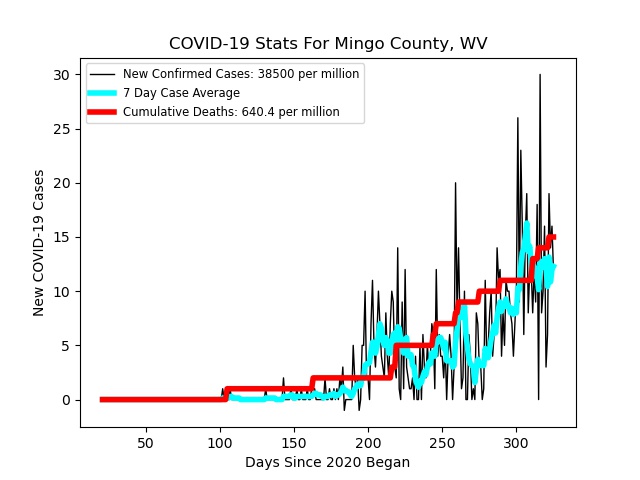 COVID-19 Stats For Mingo County, WV
New Confirmed Cases: 38500 per million
7 Day Case Average
Cumulative Deaths: 640.4 per million
New COVID-19 Cases
30
25
20
15
10
5
0
50
100
150
200
250
300
Days Since 2020 Began